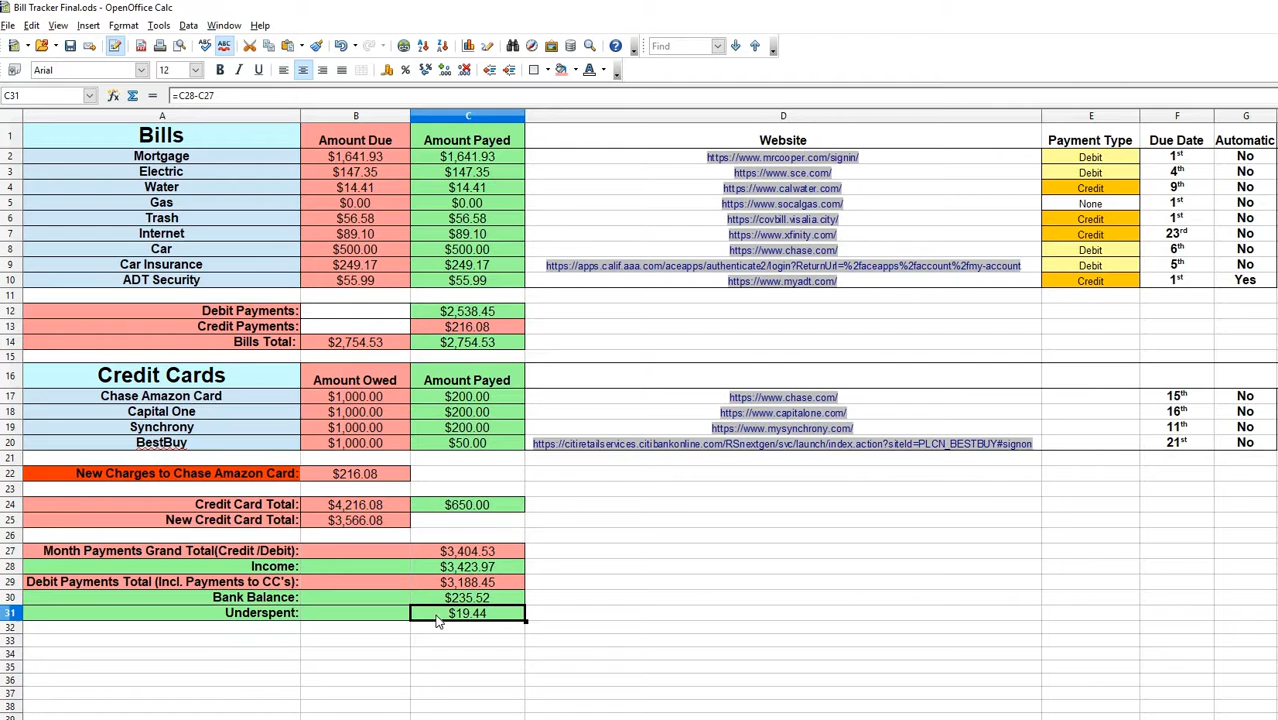 Bill Tracker Final.ods - OpenOffice Calc
File Edit View Insert Format Tools Data Window Help
Find
Arial 12
C31 =C28-C27
A B C D E F G
1 Bills Amount Due Amount Payed Website Payment Type Due Date Automatic
2 Mortgage $1,641.93 $1,641.93 https://www.mrcooper.com/signin/ Debit 1st No
3 Electric $147.35 $147.35 https://www.sce.com/ Debit 4th No
4 Water $14.41 $14.41 https://www.calwater.com/ Credit 9th No
5 Gas $0.00 $0.00 https://www.socalgas.com/ None 1st No
6 Trash $56.58 $56.58 https://covbill.visalia.city/ Credit 1st No
7 Internet $89.10 $89.10 https://www.xfinity.com/ Credit 23rd No
8 Car $500.00 $500.00 https://www.chase.com/ Debit 6th No
9 Car Insurance $249.17 $249.17 https://apps.calif.aaa.com/aceapps/authenticate2/login?ReturnUrl=%2faceapps%2faccount%2fmy-account Debit 5th No
10 ADT Security $55.99 $55.99 https://www.myadt.com/ Credit 1st Yes
11
12 Debit Payments: $2,538.45
13 Credit Payments: $216.08
14 Bills Total: $2,754.53 $2,754.53
15
16 Credit Cards Amount Owed Amount Payed
17 Chase Amazon Card $1,000.00 $200.00 https://www.chase.com/ 15th No
18 Capital One $1,000.00 $200.00 https://www.capitalone.com/ 16th No
19 Synchrony $1,000.00 $200.00 https://www.mysynchrony.com/ 11th No
20 BestBuy $1,000.00 $50.00 https://citiretailservices.citibankonline.com/RSnextgen/svc/launch/index.action?siteId=PLCN_BESTBUY#signon 21st No
21
22 New Charges to Chase Amazon Card: $216.08
23
24 Credit Card Total: $4,216.08 $650.00
25 New Credit Card Total: $3,566.08
26
27 Month Payments Grand Total(Credit /Debit): $3,404.53
28 Income: $3,423.97
29 Debit Payments Total (Incl. Payments to CC's): $3,188.45
30 Bank Balance: $235.52
31 Underspent: $19.44
32
33
34
35
36
37
38
39